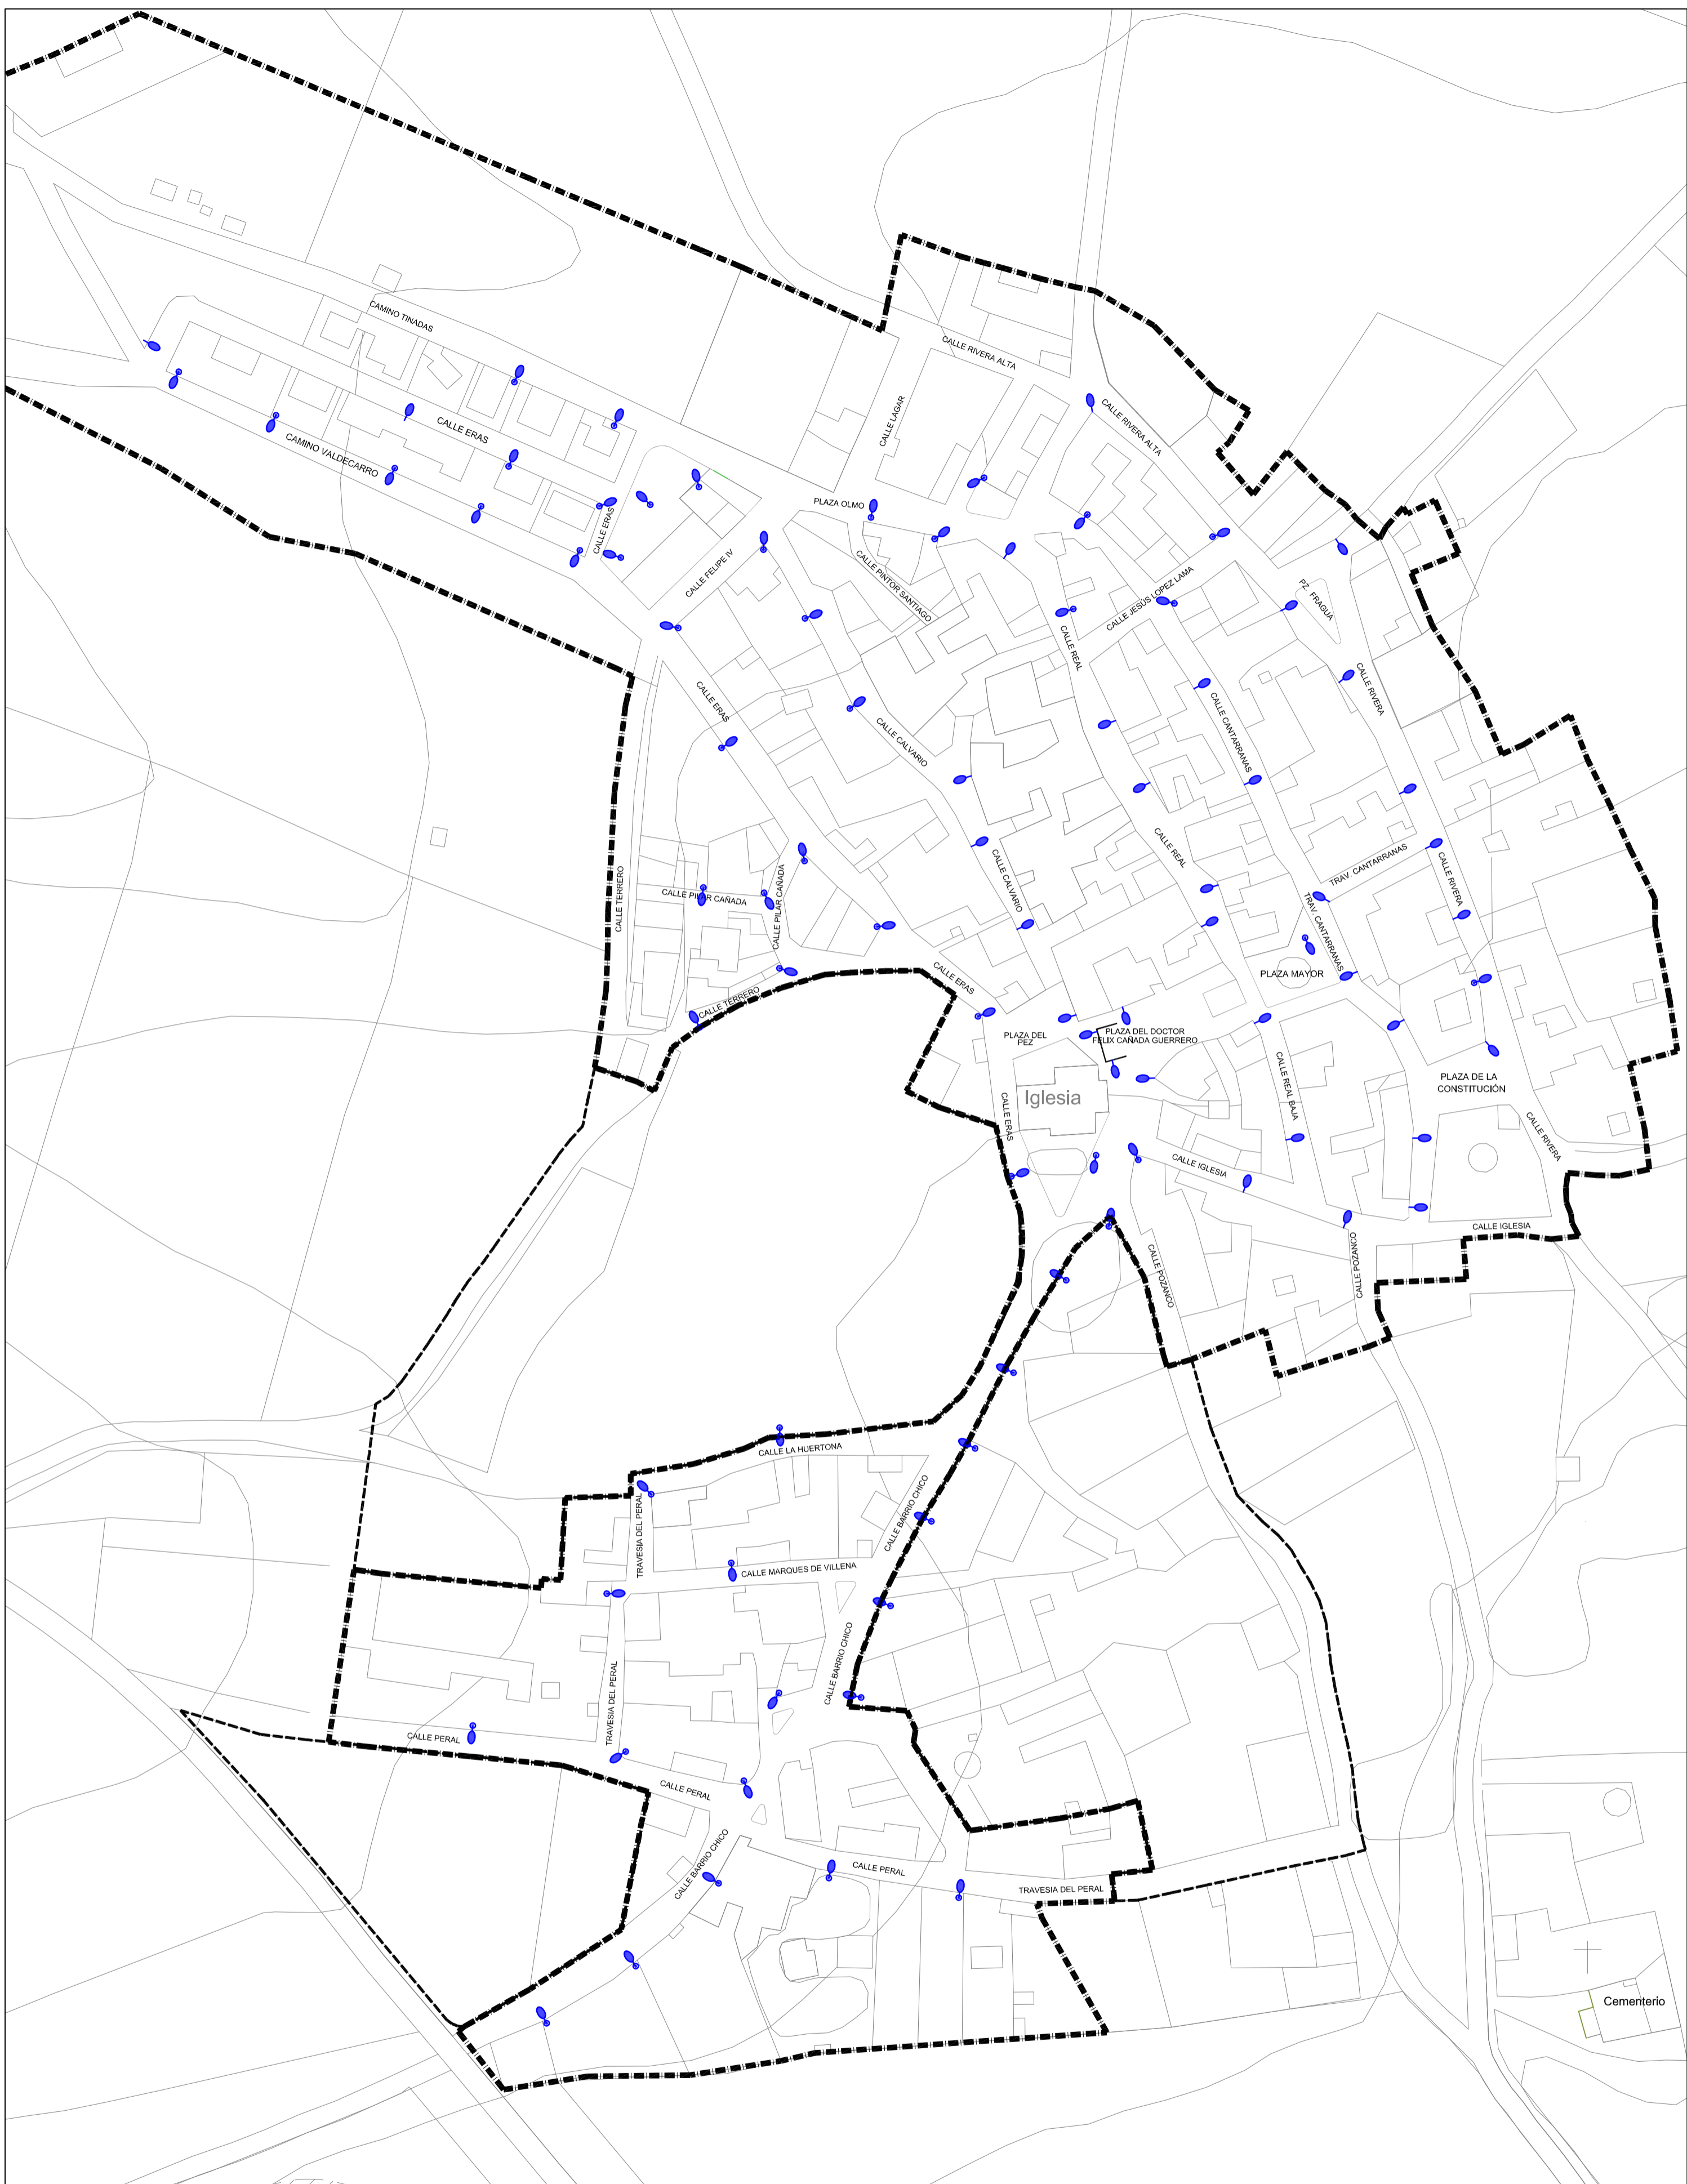 CAMINO TINADAS
CALLE RIVERA ALTA
CALLE LAGAR
CALLE RIVERA ALTA
CALLE ERAS
CAMINO VALDECARRO
PLAZA OLMO
CALLE ERAS
CALLE FELIPE IV
CALLE PINTOR SANTIAGO
CALLE JESÚS LOPEZ LAMA
PZ. FRAGUA
CALLE REAL
CALLE RIVERA
CALLE ERAS
CALLE CALVARIO
CALLE CANTARRANAS
CALLE REAL
TRAV. CANTARRANAS
CALLE RIVERA
CALLE CALVARIO
CALLE TERRERO
CALLE PILAR CAÑADA
CALLE PILAR CAÑADA
TRAV. CANTARRANAS
PLAZA MAYOR
CALLE ERAS
CALLE TERRERO
PLAZA DEL
PEZ
PLAZA DEL DOCTOR
FELIX CAÑADA GUERRERO
PLAZA DE LA
CONSTITUCIÓN
CALLE REAL BAJA
Iglesia
CALLE ERAS
CALLE RIVERA
CALLE IGLESIA
CALLE IGLESIA
CALLE POZANCO
CALLE POZANCO
CALLE LA HUERTONA
TRAVESIA DEL PERAL
CALLE BARRIO CHICO
CALLE MARQUES DE VILLENA
CALLE BARRIO CHICO
TRAVESIA DEL PERAL
CALLE PERAL
CALLE PERAL
CALLE BARRIO CHICO
CALLE PERAL
TRAVESIA DEL PERAL
Cementerio